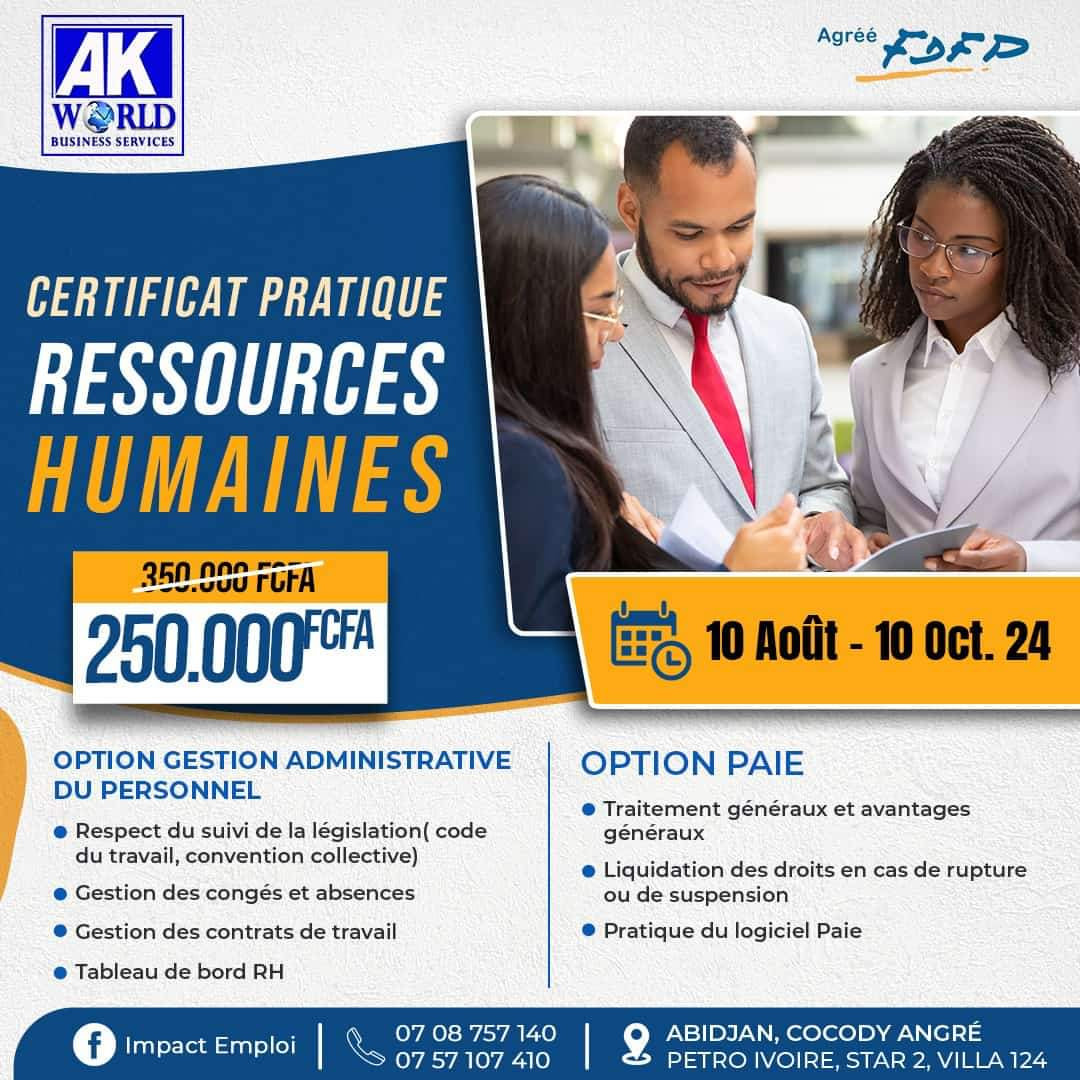 AK
WORLD
BUSINESS SERVICES
Agréé FDFP
CERTIFICAT PRATIQUE
RESSOURCES
HUMAINES
350.000 FCFA
250.000 FCFA
10 Août - 10 Oct. 24
OPTION GESTION ADMINISTRATIVE
DU PERSONNEL
Respect du suivi de la législation( code
du travail, convention collective)
Gestion des congés et absences
Gestion des contrats de travail
Tableau de bord RH
OPTION PAIE
Traitement généraux et avantages
généraux
Liquidation des droits en cas de rupture
ou de suspension
Pratique du logiciel Paie
Impact Emploi
07 08 757 140
07 57 107 410
ABIDJAN, COCODY ANGRÉ
PETRO IVOIRE, STAR 2, VILLA 124